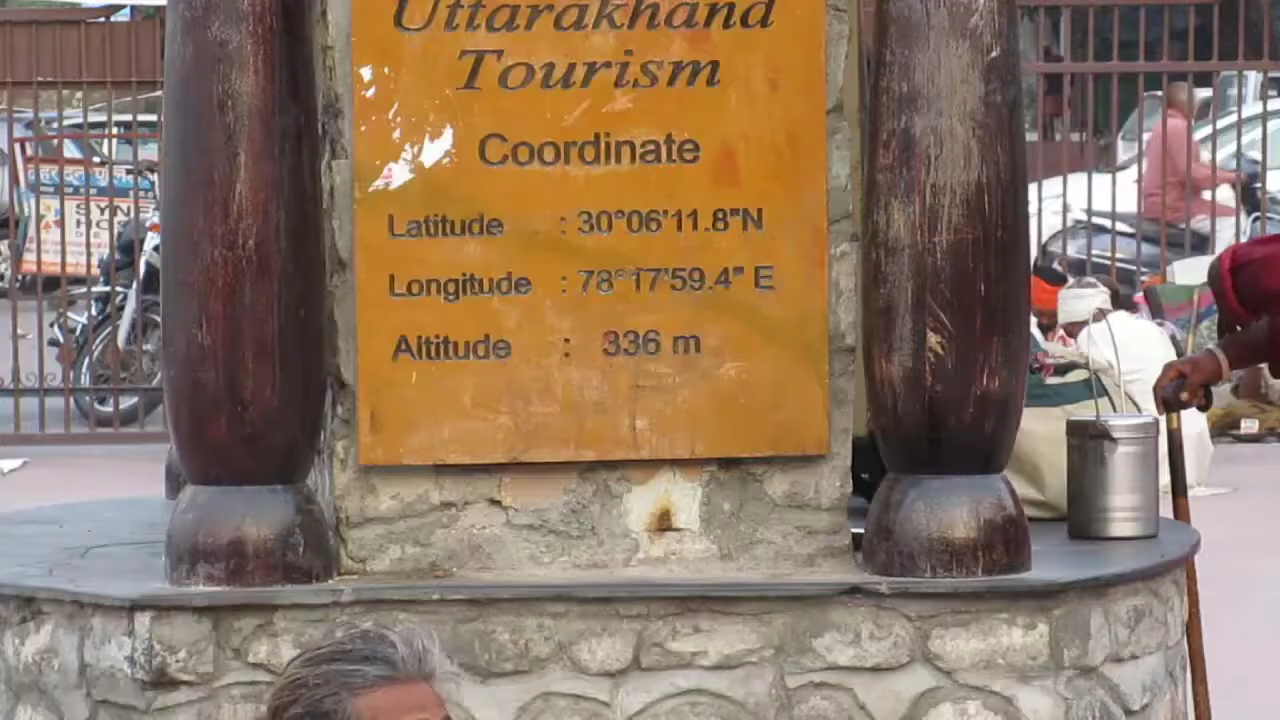 Uttarakhand
Tourism
Coordinate
Latitude : 30°06'11.8"N
Longitude : 78°17'59.4" E
Altitude : 336 m